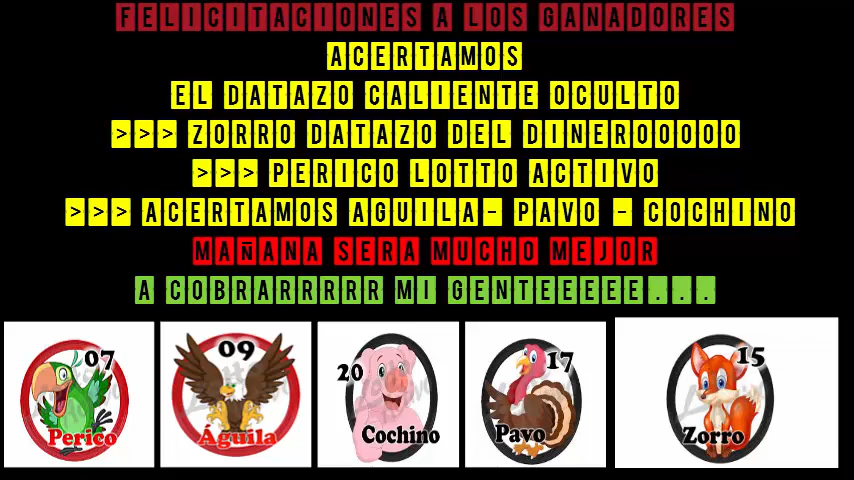 FELICITACIONES A LOS GANADORES
ACERTAMOS
EL DATAZO CALIENTE OCULTO
>>> ZORRO DATAZO DEL DINEROOOOO
>>> PERICO LOTTO ACTIVO
>>> ACERTAMOS AGUILA- PAVO - COCHINO
MAÑANA SERA MUCHO MEJOR
A COBRARRRRR MI GENTEEEEE...
07
Perico
09
Águila
20
Cochino
17
Pavo
15
Zorro